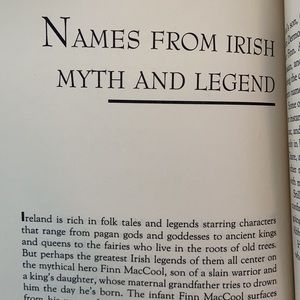 NAMES FROM IRISH
MYTH AND LEGEND
Ireland is rich in folk tales and legends starring characters
that range from pagan gods and goddesses to ancient kings
and queens to the fairies who live in the roots of old trees.
But perhaps the greatest Irish legends of them all center on
the mythical hero Finn MacCool, son of a slain warrior and
a king's daughter, whose maternal grandfather tries to drown
him the day he's born. The infant Finn MacCool surfaces